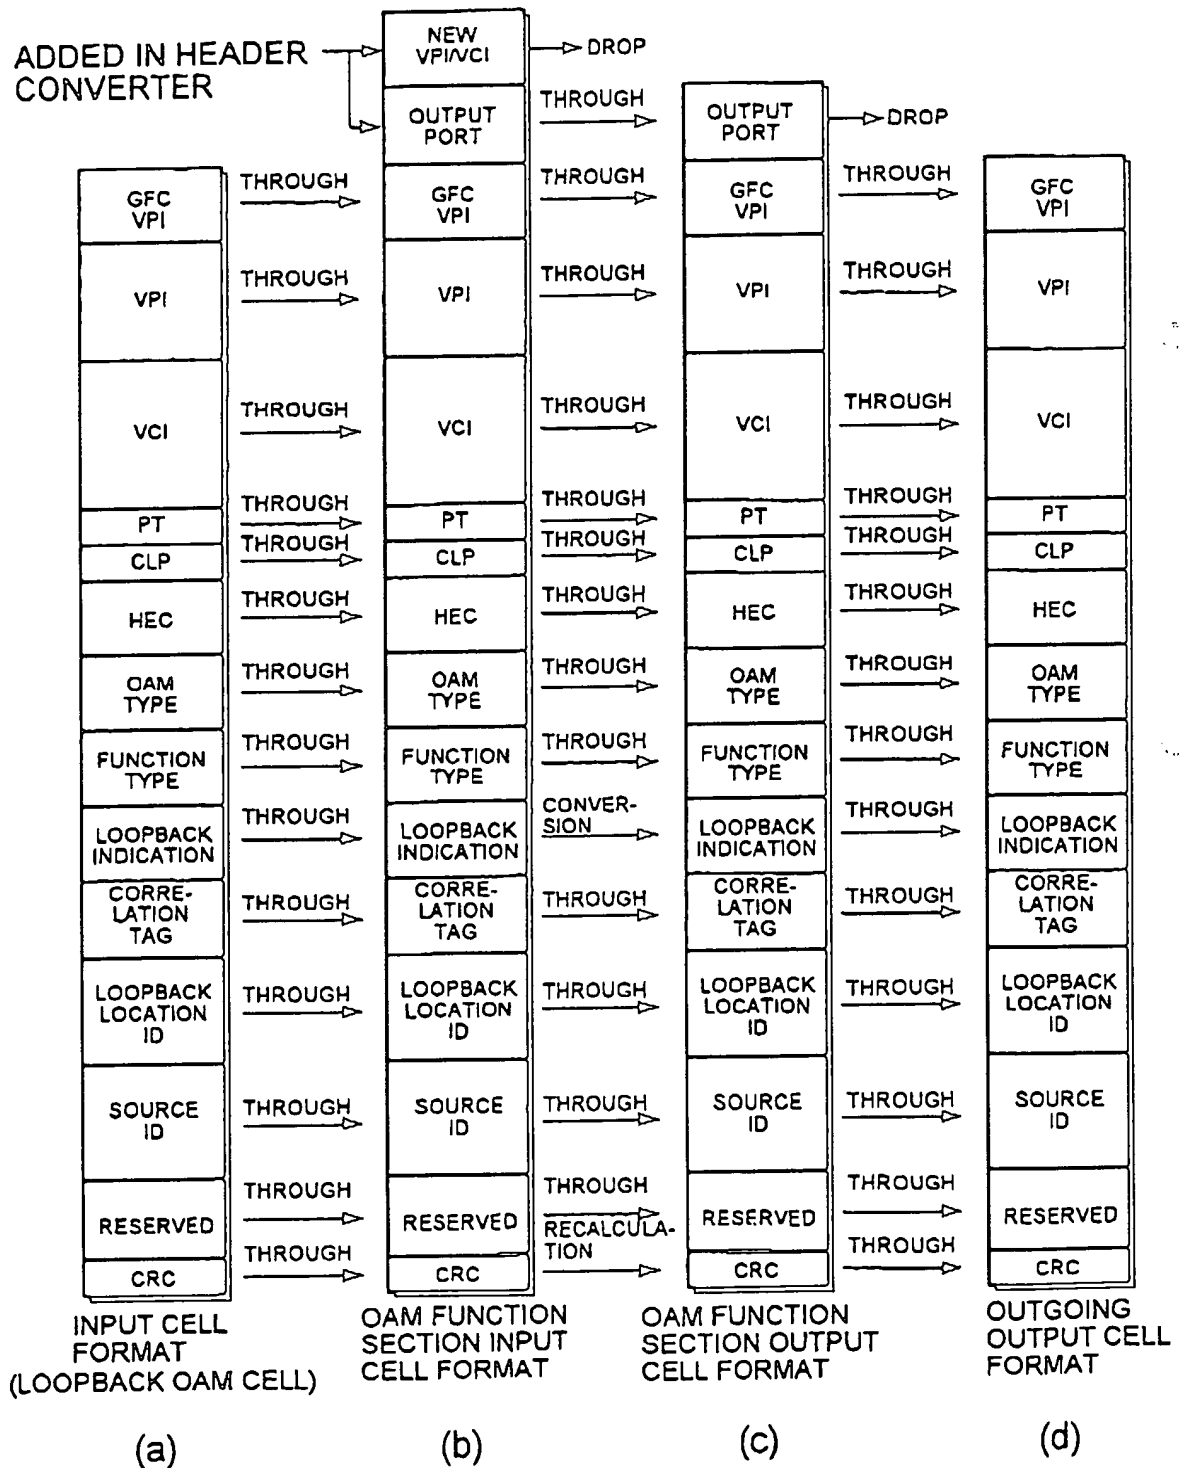 ADDED IN HEADER
CONVERTER
NEW
VPI/VCI
DROP
OUTPUT
PORT
THROUGH
OUTPUT
PORT
DROP
GFC
VPI
THROUGH
GFC
VPI
THROUGH
GFC
VPI
THROUGH
GFC
VPI
VPI
THROUGH
VPI
THROUGH
VPI
THROUGH
VPI
VCI
THROUGH
VCI
THROUGH
VCI
THROUGH
VCI
PT
THROUGH
PT
THROUGH
PT
THROUGH
PT
CLP
THROUGH
CLP
THROUGH
CLP
THROUGH
CLP
HEC
THROUGH
HEC
THROUGH
HEC
THROUGH
HEC
OAM
TYPE
THROUGH
OAM
TYPE
THROUGH
OAM
TYPE
THROUGH
OAM
TYPE
FUNCTION
TYPE
THROUGH
FUNCTION
TYPE
THROUGH
FUNCTION
TYPE
THROUGH
FUNCTION
TYPE
LOOPBACK
INDICATION
THROUGH
LOOPBACK
INDICATION
CONVER-
SION
LOOPBACK
INDICATION
THROUGH
LOOPBACK
INDICATION
CORRE-
LATION
TAG
THROUGH
CORRE-
LATION
TAG
THROUGH
CORRE-
LATION
TAG
THROUGH
CORRE-
LATION
TAG
LOOPBACK
LOCATION
ID
THROUGH
LOOPBACK
LOCATION
ID
THROUGH
LOOPBACK
LOCATION
ID
THROUGH
LOOPBACK
LOCATION
ID
SOURCE
ID
THROUGH
SOURCE
ID
THROUGH
SOURCE
ID
THROUGH
SOURCE
ID
RESERVED
THROUGH
RESERVED
THROUGH
RESERVED
THROUGH
RESERVED
CRC
THROUGH
CRC
RECALCULA-
TION
CRC
THROUGH
CRC
INPUT CELL
FORMAT
(LOOPBACK OAM CELL)
OAM FUNCTION
SECTION INPUT
CELL FORMAT
OAM FUNCTION
SECTION OUTPUT
CELL FORMAT
OUTGOING
OUTPUT CELL
FORMAT
(a)
(b)
(c)
(d)